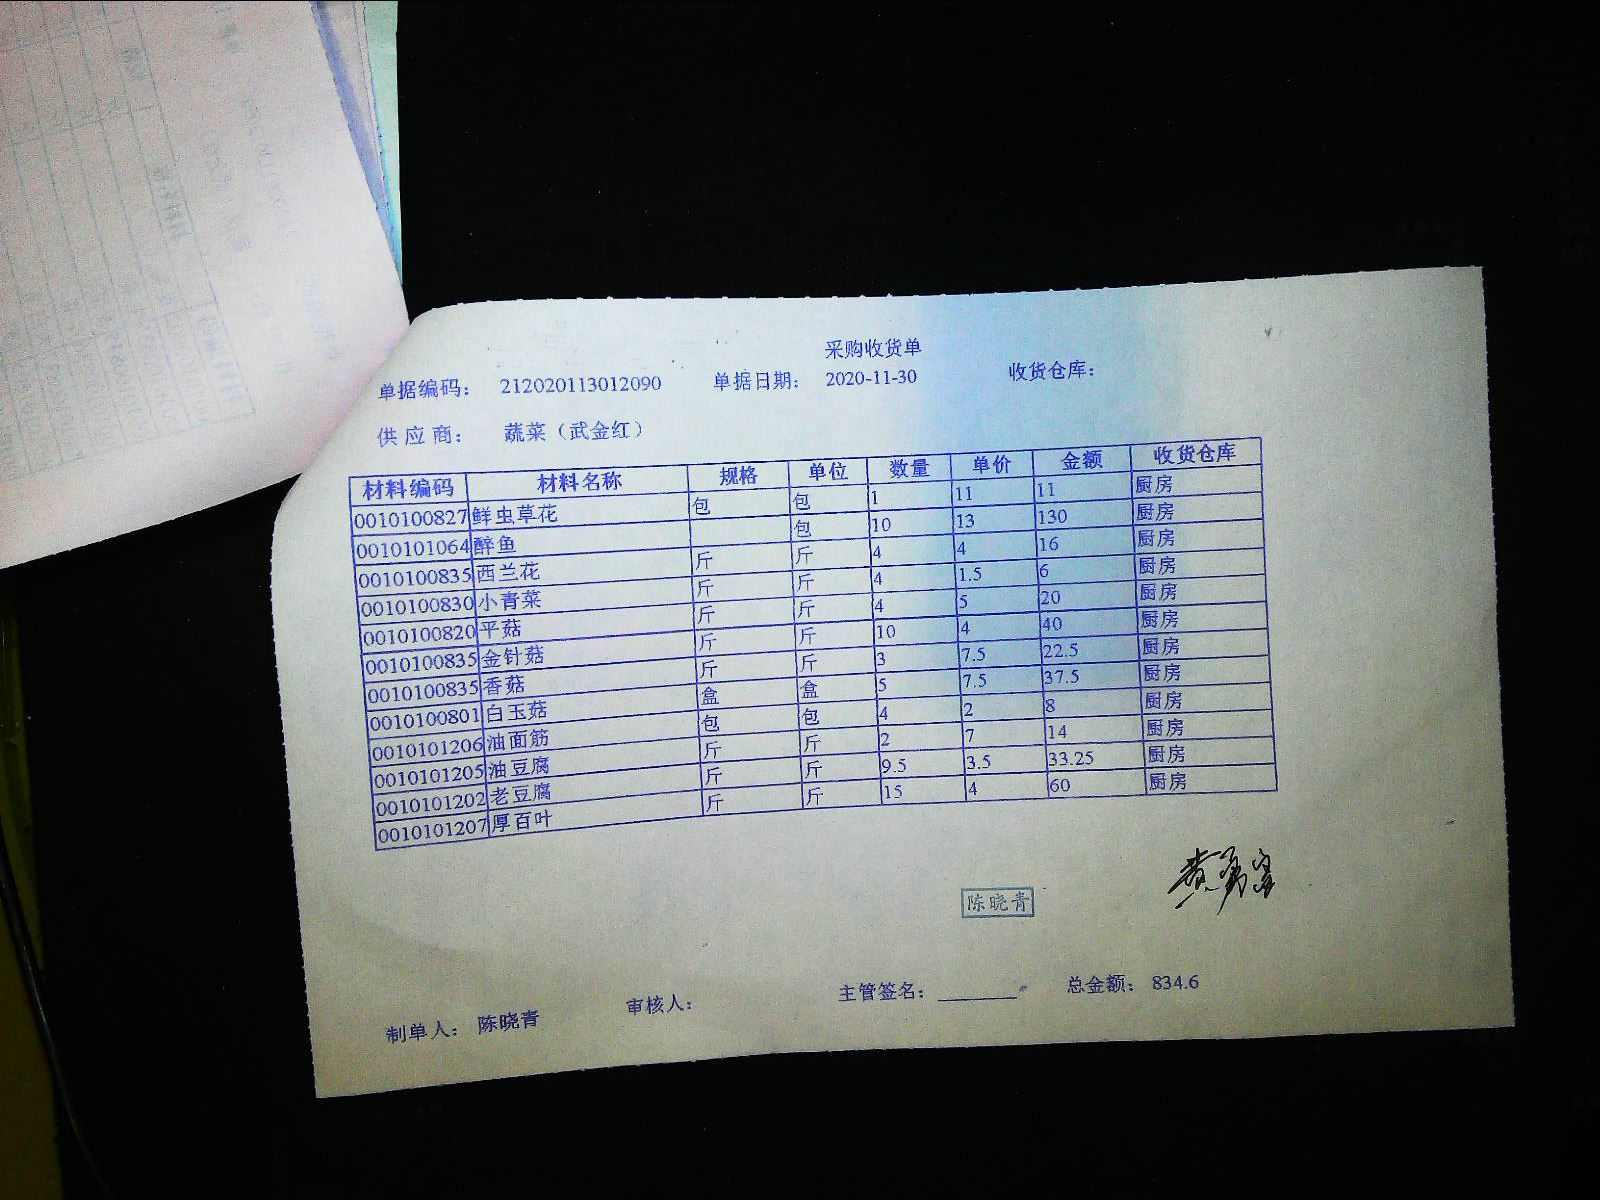 采购收货单
单据编码： 212020113012090 单据日期： 2020-11-30 收货仓库：
供应商： 蔬菜（武金红）
材料编码 材料名称 规格 单位 数量 单价 金额 收货仓库
0010100827 鲜虫草花 包 包 1 11 11 厨房
0010101064 醉鱼 包 10 13 130 厨房
0010100835 西兰花 斤 斤 4 4 16 厨房
0010100830 小青菜 斤 斤 4 1.5 6 厨房
0010100820 平菇 斤 斤 4 5 20 厨房
0010100835 金针菇 斤 斤 10 4 40 厨房
0010100835 香菇 斤 斤 3 7.5 22.5 厨房
0010100801 白玉菇 盒 盒 5 7.5 37.5 厨房
0010101206 油面筋 包 包 4 2 8 厨房
0010101205 油豆腐 斤 斤 2 7 14 厨房
0010101202 老豆腐 斤 斤 9.5 3.5 33.25 厨房
0010101207 厚百叶 斤 斤 15 4 60 厨房
陈晓青
制单人： 陈晓青 审核人： 主管签名： 总金额： 834.6